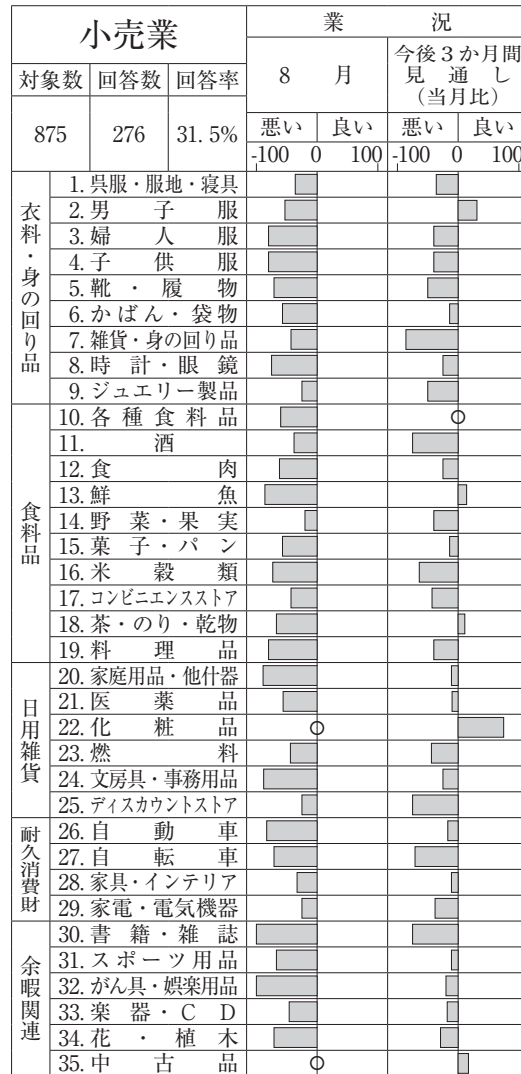 小売業
業況
対象数 回答数 回答率
8月
今後3か月間
見通し
(当月比)
875 276 31.5%
悪い 良い 悪い 良い
-100 0 100 -100 0 100
衣料・身の回り品
1. 呉服・服地・寝具
2. 男子服
3. 婦人服
4. 子供服
5. 靴・履物
6. かばん・袋物
7. 雑貨・身の回り品
8. 時計・眼鏡
9. ジュエリー製品
食料品
10. 各種食料品
11. 酒
12. 食肉
13. 鮮魚
14. 野菜・果実
15. 菓子・パン
16. 米穀類
17. コンビニエンスストア
18. 茶・のり・乾物
19. 料理品
日用雑貨
20. 家庭用品・他什器
21. 医薬品
22. 化粧品
23. 燃料
24. 文房具・事務用品
25. ディスカウントストア
耐久消費財
26. 自動車
27. 自転車
28. 家具・インテリア
29. 家電・電気機器
余暇関連
30. 書籍・雑誌
31. スポーツ用品
32. がん具・娯楽用品
33. 楽器・CD
34. 花・植木
35. 中古品